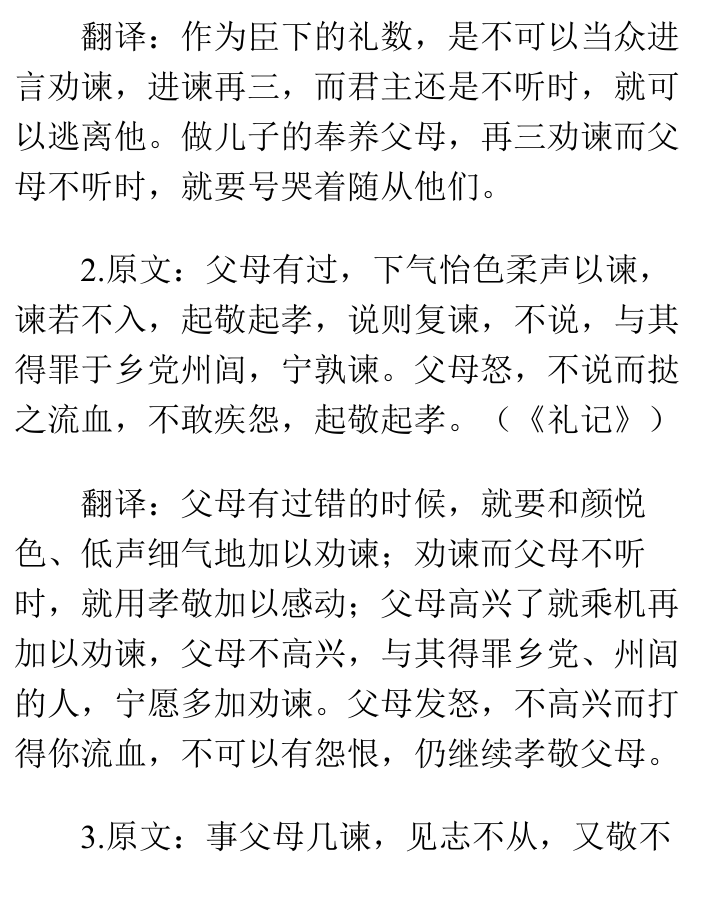 翻译：作为臣下的礼数，是不可以当众进
言劝谏，进谏再三，而君主还是不听时，就可
以逃离他。做儿子的奉养父母，再三劝谏而父
母不听时，就要号哭着随从他们。
2.原文：父母有过，下气怡色柔声以谏，
谏若不入，起敬起孝，说则复谏，不说，与其
得罪于乡党州闾，宁孰谏。父母怒，不说而挞
之流血，不敢疾怨，起敬起孝。（《礼记》）
翻译：父母有过错的时候，就要和颜悦
色、低声细气地加以劝谏；劝谏而父母不听
时，就用孝敬加以感动；父母高兴了就乘机再
加以劝谏，父母不高兴，与其得罪乡党、州闾
的人，宁愿多加劝谏。父母发怒，不高兴而打
得你流血，不可以有怨恨，仍继续孝敬父母。
3.原文：事父母几谏，见志不从，又敬不